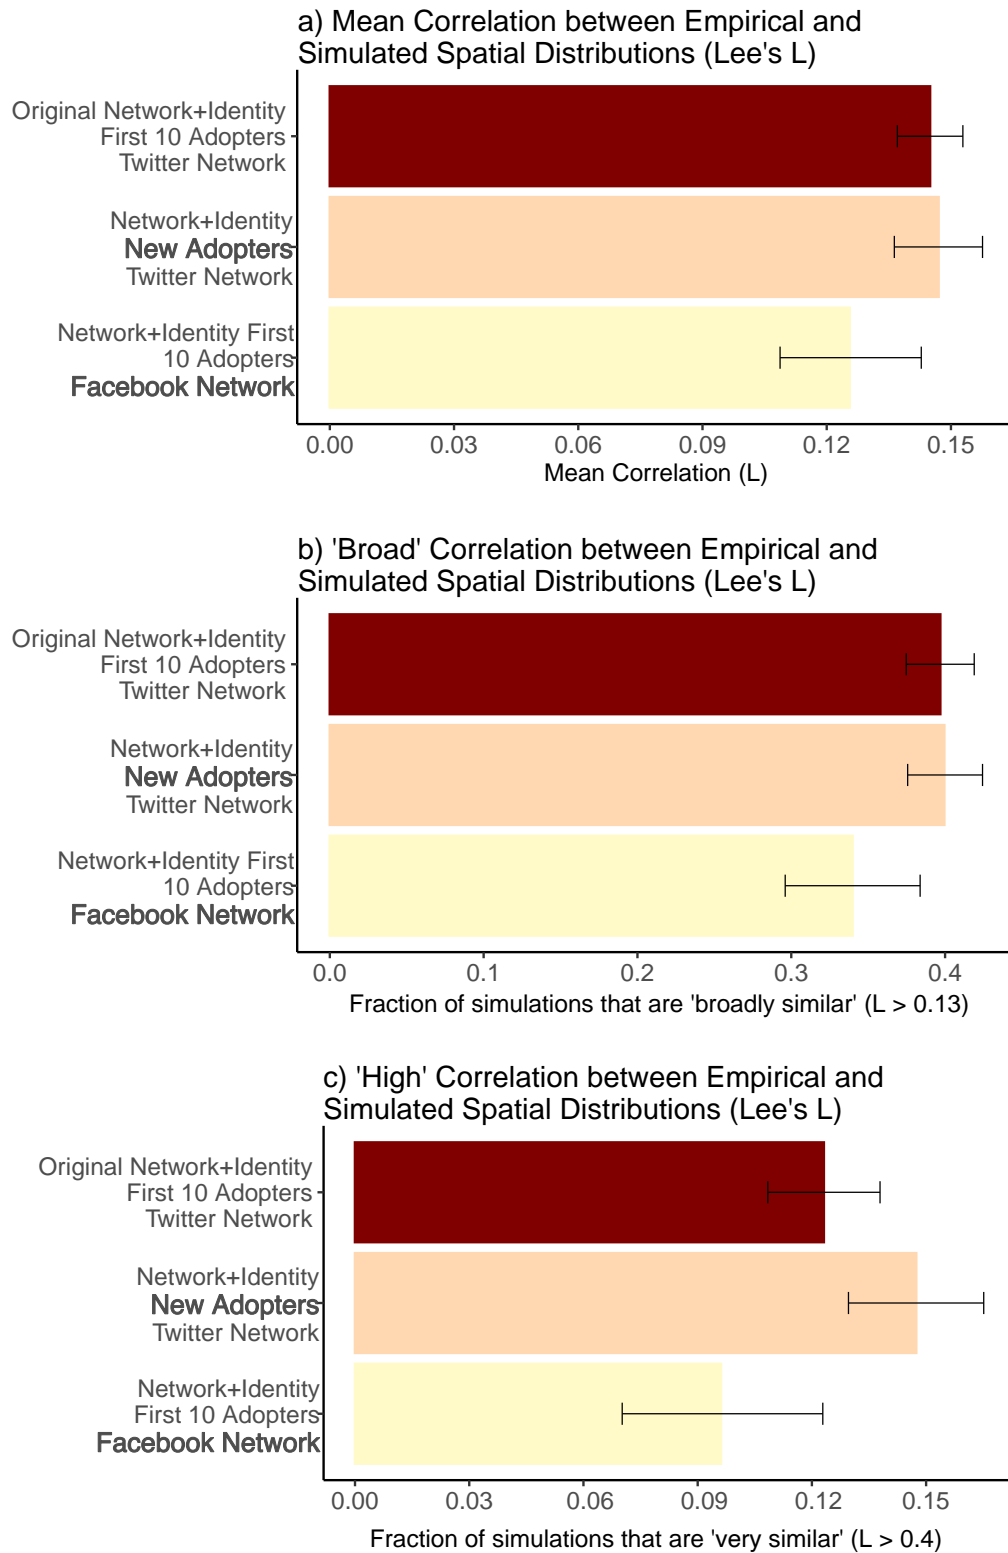 a) Mean Correlation between Empirical and
Simulated Spatial Distributions (Lee's L)
Original Network+Identity
First 10 Adopters
Twitter Network
Network+Identity
New Adopters
Twitter Network
Network+Identity First
10 Adopters
Facebook Network
0.00 0.03 0.06 0.09 0.12 0.15
Mean Correlation (L)
b) 'Broad' Correlation between Empirical and
Simulated Spatial Distributions (Lee's L)
Original Network+Identity
First 10 Adopters
Twitter Network
Network+Identity
New Adopters
Twitter Network
Network+Identity First
10 Adopters
Facebook Network
0.0 0.1 0.2 0.3 0.4
Fraction of simulations that are 'broadly similar' (L > 0.13)
c) 'High' Correlation between Empirical and
Simulated Spatial Distributions (Lee's L)
Original Network+Identity
First 10 Adopters
Twitter Network
Network+Identity
New Adopters
Twitter Network
Network+Identity
First 10 Adopters
Facebook Network
0.00 0.03 0.06 0.09 0.12 0.15
Fraction of simulations that are 'very similar' (L > 0.4)